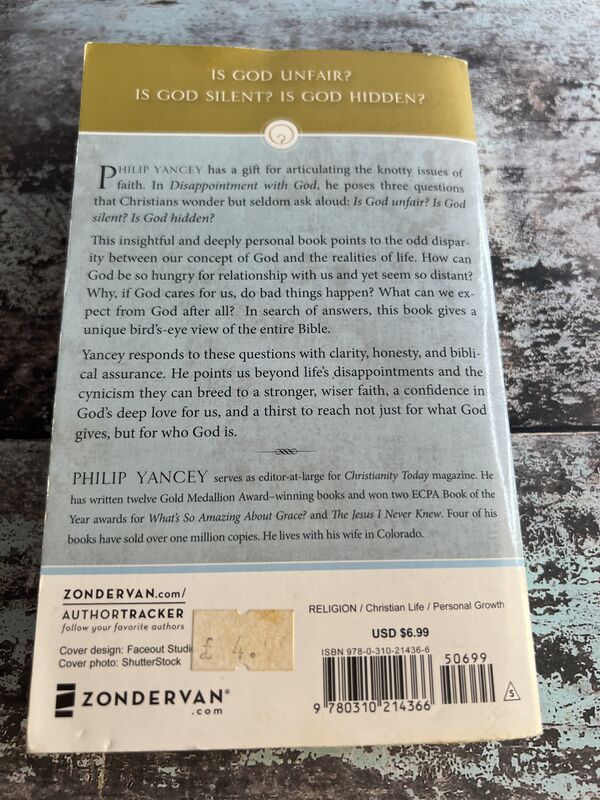 IS GOD UNFAIR?
IS GOD SILENT? IS GOD HIDDEN?
PHILIP YANCEY has a gift for articulating the knotty issues of
faith. In Disappointment with God, he poses three questions
that Christians wonder but seldom ask aloud: Is God unfair? Is God
silent? Is God hidden?
This insightful and deeply personal book points to the odd dispar-
ity between our concept of God and the realities of life. How can
God be so hungry for relationship with us and yet seem so distant?
Why, if God cares for us, do bad things happen? What can we ex-
pect from God after all? In search of answers, this book gives a
unique bird's-eye view of the entire Bible.
Yancey responds to these questions with clarity, honesty, and bibli-
cal assurance. He points us beyond life's disappointments and the
cynicism they can breed to a stronger, wiser faith, a confidence in
God's deep love for us, and a thirst to reach not just for what God
gives, but for who God is.
PHILIP YANCEY serves as editor-at-large for Christianity Today magazine. He
has written twelve Gold Medallion Award–winning books and won two ECPA Book of the
Year awards for What's So Amazing About Grace? and The Jesus I Never Knew. Four of his
books have sold over one million copies. He lives with his wife in Colorado.
ZONDERVAN.com/
AUTHORTRACKER
follow your favorite authors
Cover design: Faceout
Cover photo: ShutterStock
£ 4.
ZONDERVAN®
.com
RELIGION / Christian Life / Personal Growth
USD $6.99
ISBN 978-0-310-21436-6
50699
9 780310 214366
S